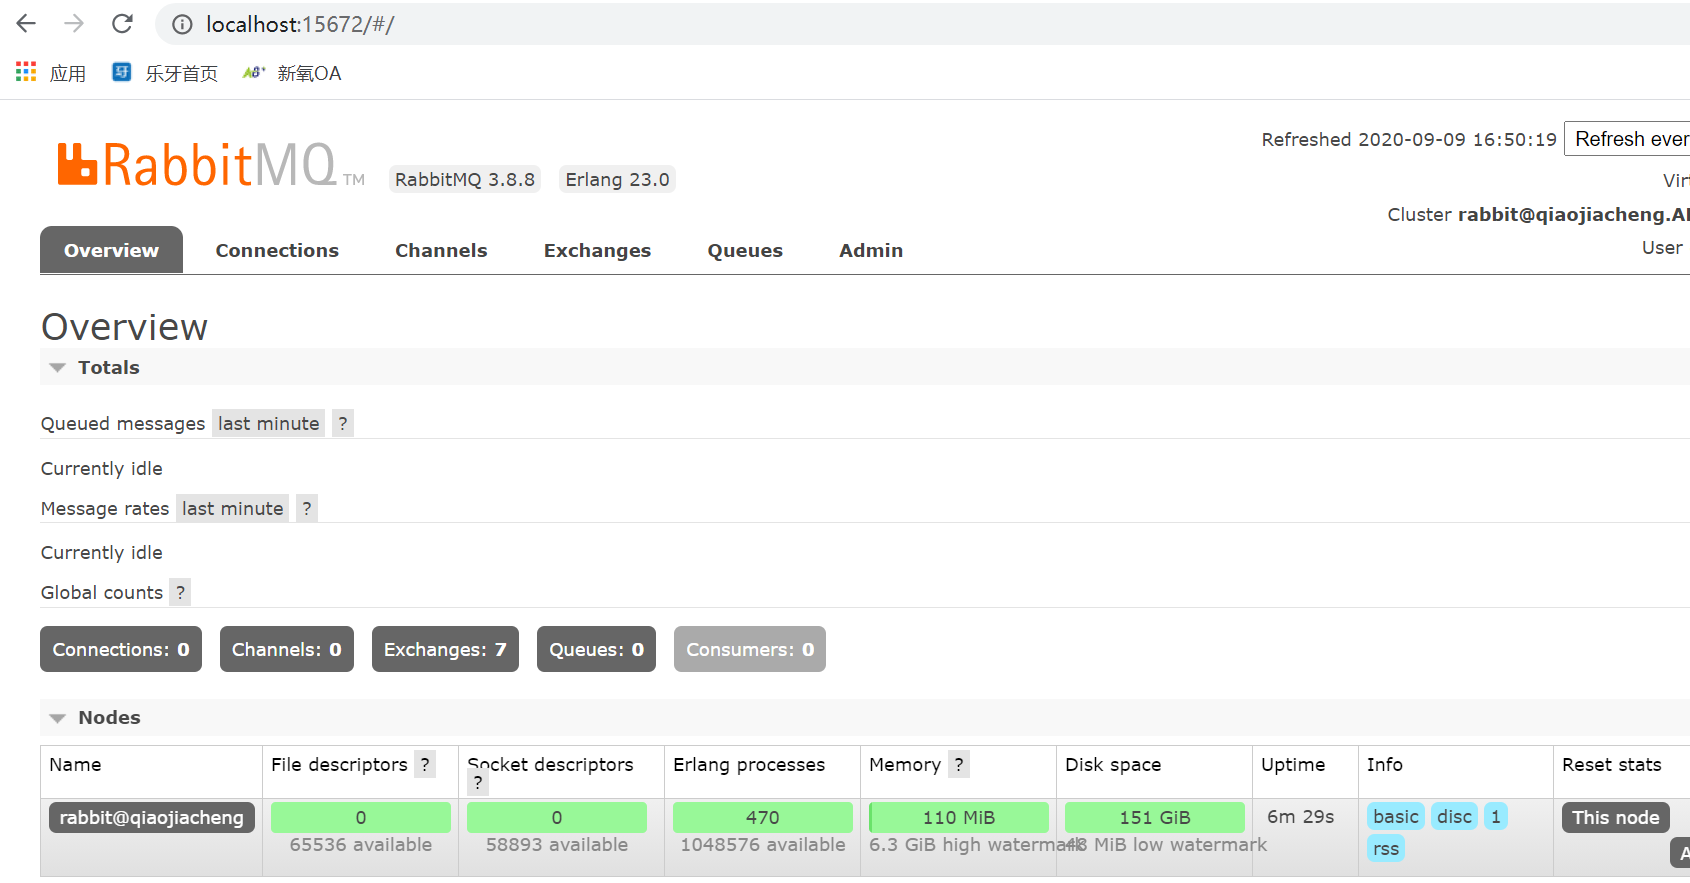 localhost:15672/#/
应用 乐牙首页 新氧OA
Refreshed 2020-09-09 16:50:19 Refresh ever
RabbitMQ TM RabbitMQ 3.8.8 Erlang 23.0
Virt
Cluster rabbit@qiaojiacheng.AI
User
Overview Connections Channels Exchanges Queues Admin
Overview
Totals
Queued messages last minute ?
Currently idle
Message rates last minute ?
Currently idle
Global counts ?
Connections: 0 Channels: 0 Exchanges: 7 Queues: 0 Consumers: 0
Nodes
Name File descriptors ? Socket descriptors ? Erlang processes Memory ? Disk space Uptime Info Reset stats
rabbit@qiaojiacheng 0 0 470 110 MiB 151 GiB 6m 29s basic disc 1 This node
65536 available 58893 available 1048576 available 6.3 GiB high watermark 48 MiB low watermark rss A